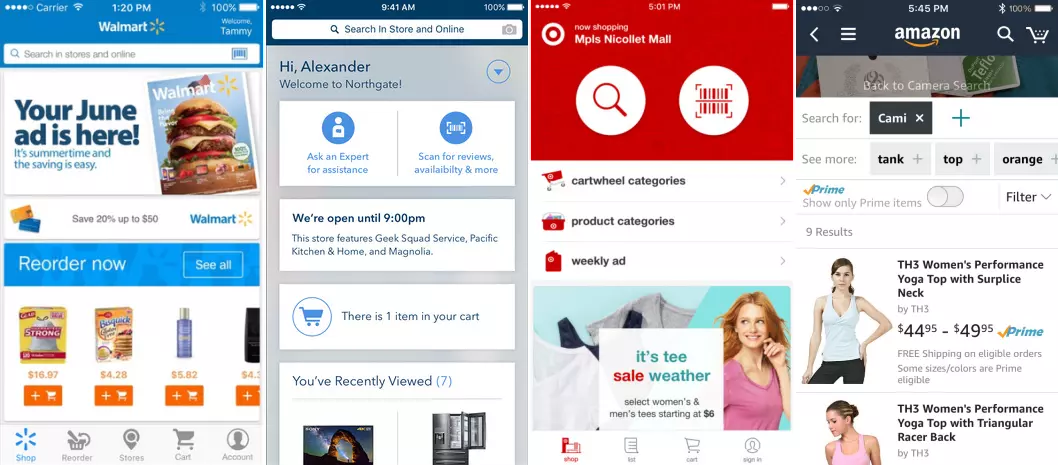 Carrier 1:20 PM 100%
Walmart
Welcome,
Tammy
Search in stores and online
Your June
ad is here!
It's summertime and
the saving is easy.
Walmart
Save 20% up to $50
Walmart
Reorder now
See all
GLAD
STRONG
Bisquick
$16.97
$4.28
$5.82
$4.3
Shop
Reorder
Stores
Cart
Account
9:41 AM 100%
Search In Store and Online
Hi, Alexander
Welcome to Northgate!
Ask an Expert
for assistance
Scan for reviews,
availaibilty & more
We're open until 9:00pm
This store features Geek Squad Service, Pacific
Kitchen & Home, and Magnolia.
There is 1 item in your cart
You've Recently Viewed (7)
SONY
5:01 PM
now shopping
Mpls Nicollet Mall
cartwheel categories
product categories
weekly ad
it's tee
sale weather
select women's &
men's tees starting at $6
shop
list
cart
sign in
5:45 PM 100%
amazon
Back to Camera Search
Search for:
Cami
See more:
tank
top
orange
Prime
Show only Prime items
Filter
9 Results
TH3 Women's Performance
Yoga Top with Surplice
Neck
by TH3
$4495 - $4995 Prime
FREE Shipping on eligible orders
Some sizes/colors are Prime
eligible
TH3 Women's Performance
Yoga Top with Triangular
Racer Back
by TH3